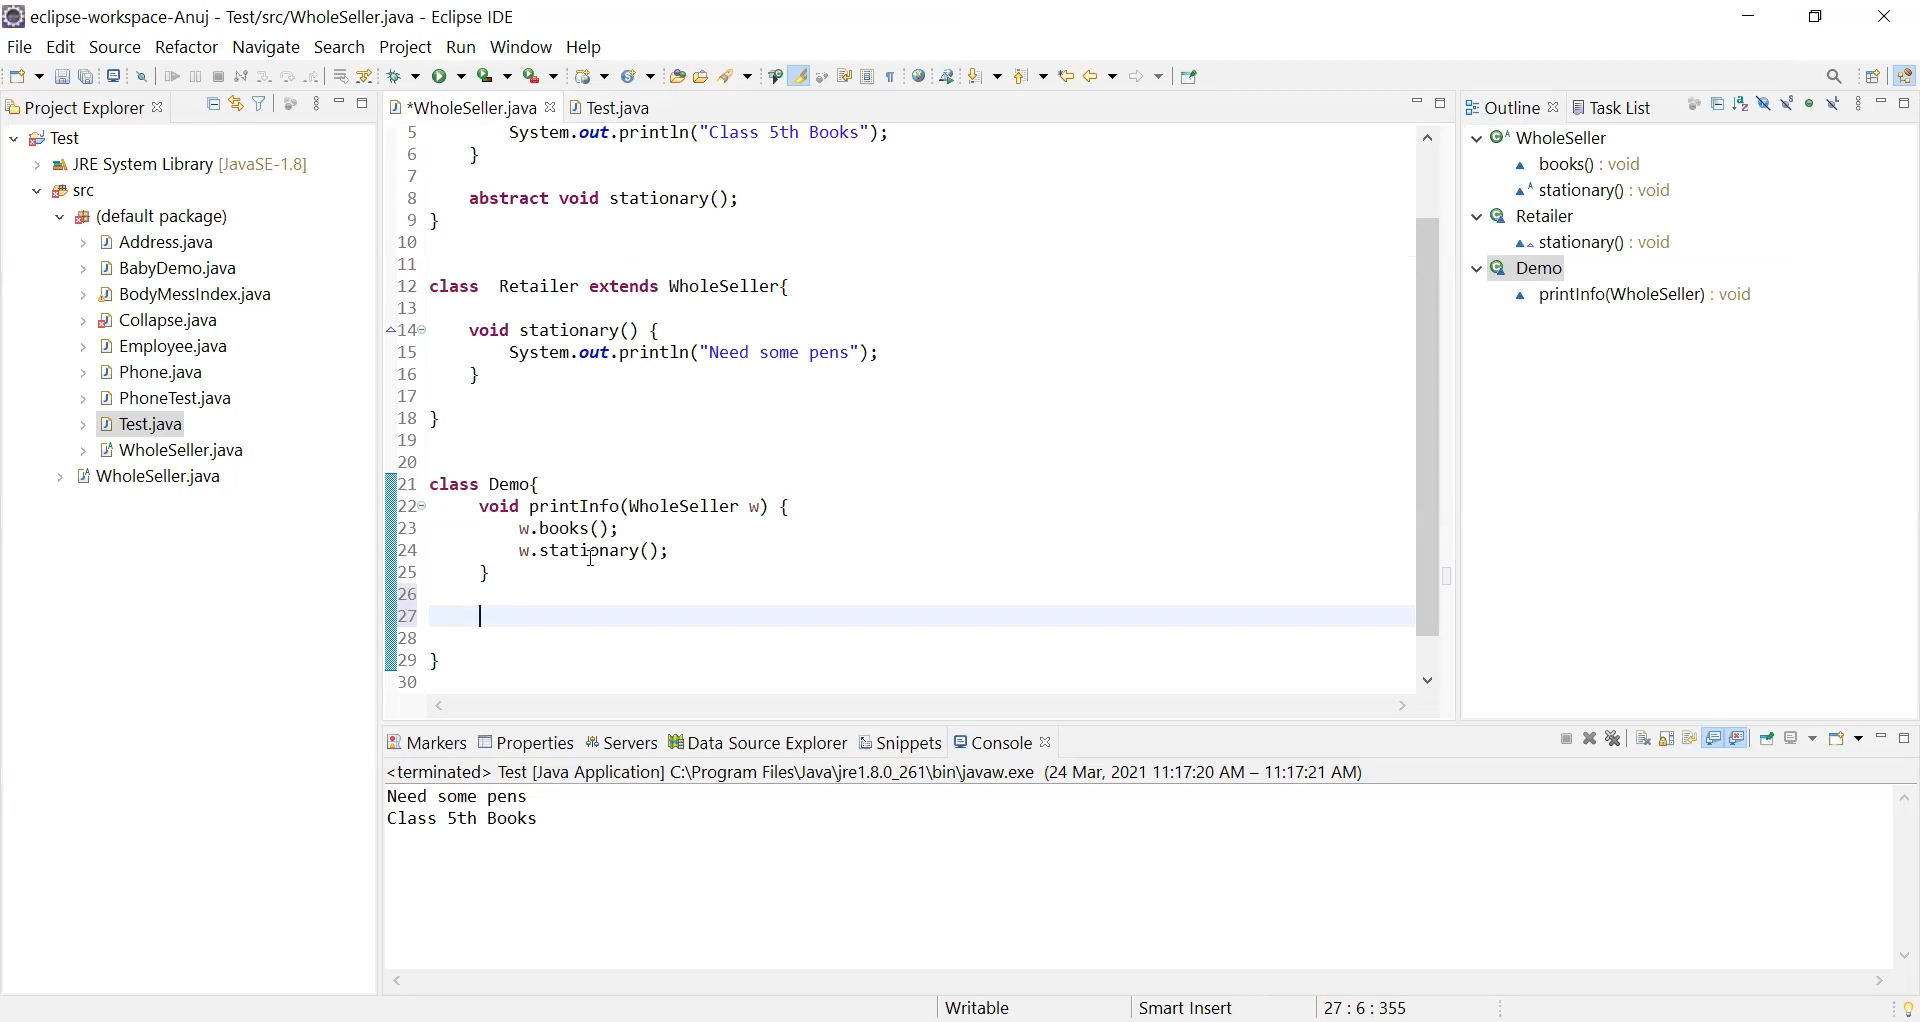 eclipse-workspace-Anuj - Test/src/WholeSeller.java - Eclipse IDE
File Edit Source Refactor Navigate Search Project Run Window Help
Project Explorer
Test
JRE System Library [JavaSE-1.8]
src
(default package)
Address.java
BabyDemo.java
BodyMessIndex.java
Collapse.java
Employee.java
Phone.java
PhoneTest.java
Test.java
WholeSeller.java
WholeSeller.java
*WholeSeller.java Test.java
5 System.out.println("Class 5th Books");
6 }
7
8 abstract void stationary();
9 }
10
11
12 class Retailer extends WholeSeller{
13
14 void stationary() {
15 System.out.println("Need some pens");
16 }
17
18 }
19
20
21 class Demo{
22 void printInfo(WholeSeller w) {
23 w.books();
24 w.stationary();
25 }
26
27
28
29 }
30
Outline Task List
WholeSeller
books() : void
stationary() : void
Retailer
stationary() : void
Demo
printInfo(WholeSeller) : void
Markers Properties Servers Data Source Explorer Snippets Console
<terminated> Test [Java Application] C:\Program Files\Java\jre1.8.0_261\bin\javaw.exe (24 Mar, 2021 11:17:20 AM – 11:17:21 AM)
Need some pens
Class 5th Books
Writable Smart Insert 27 : 6 : 355